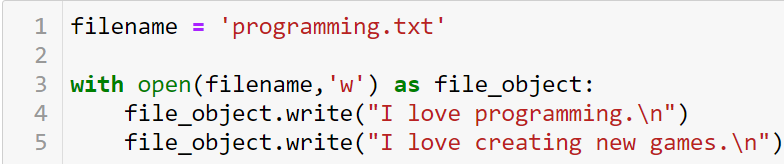 1 filename = 'programming.txt'
2
3 with open(filename,'w') as file_object:
4     file_object.write("I love programming.\n")
5     file_object.write("I love creating new games.\n")